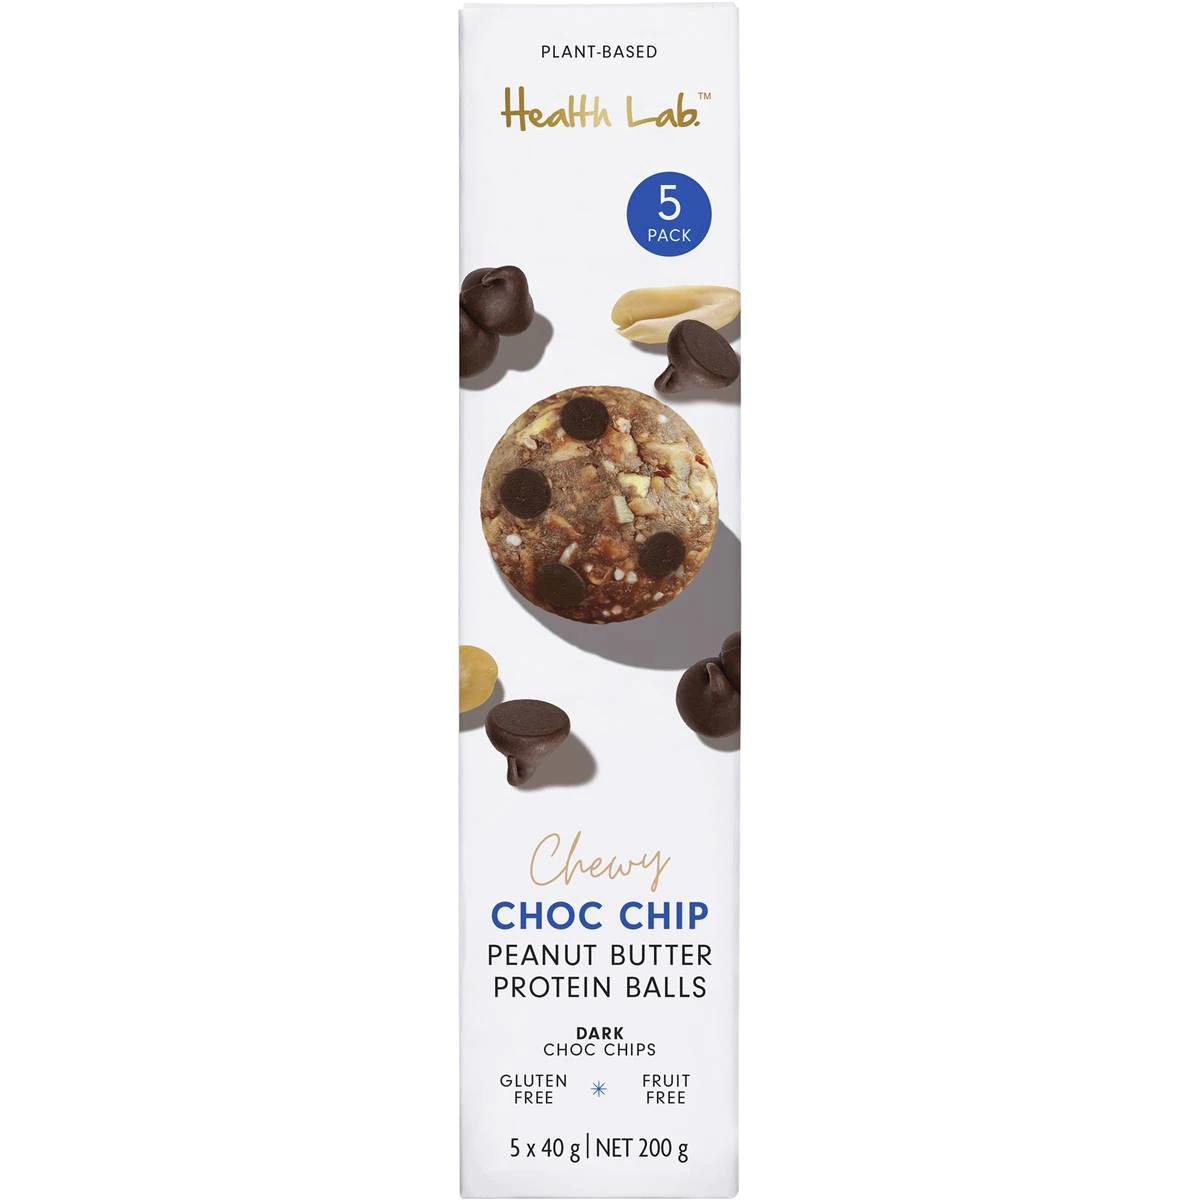 PLANT-BASED
Health Lab.™
5
PACK
Chewy
CHOC CHIP
PEANUT BUTTER
PROTEIN BALLS
DARK
CHOC CHIPS
GLUTEN FREE * FRUIT FREE
5 x 40 g | NET 200 g